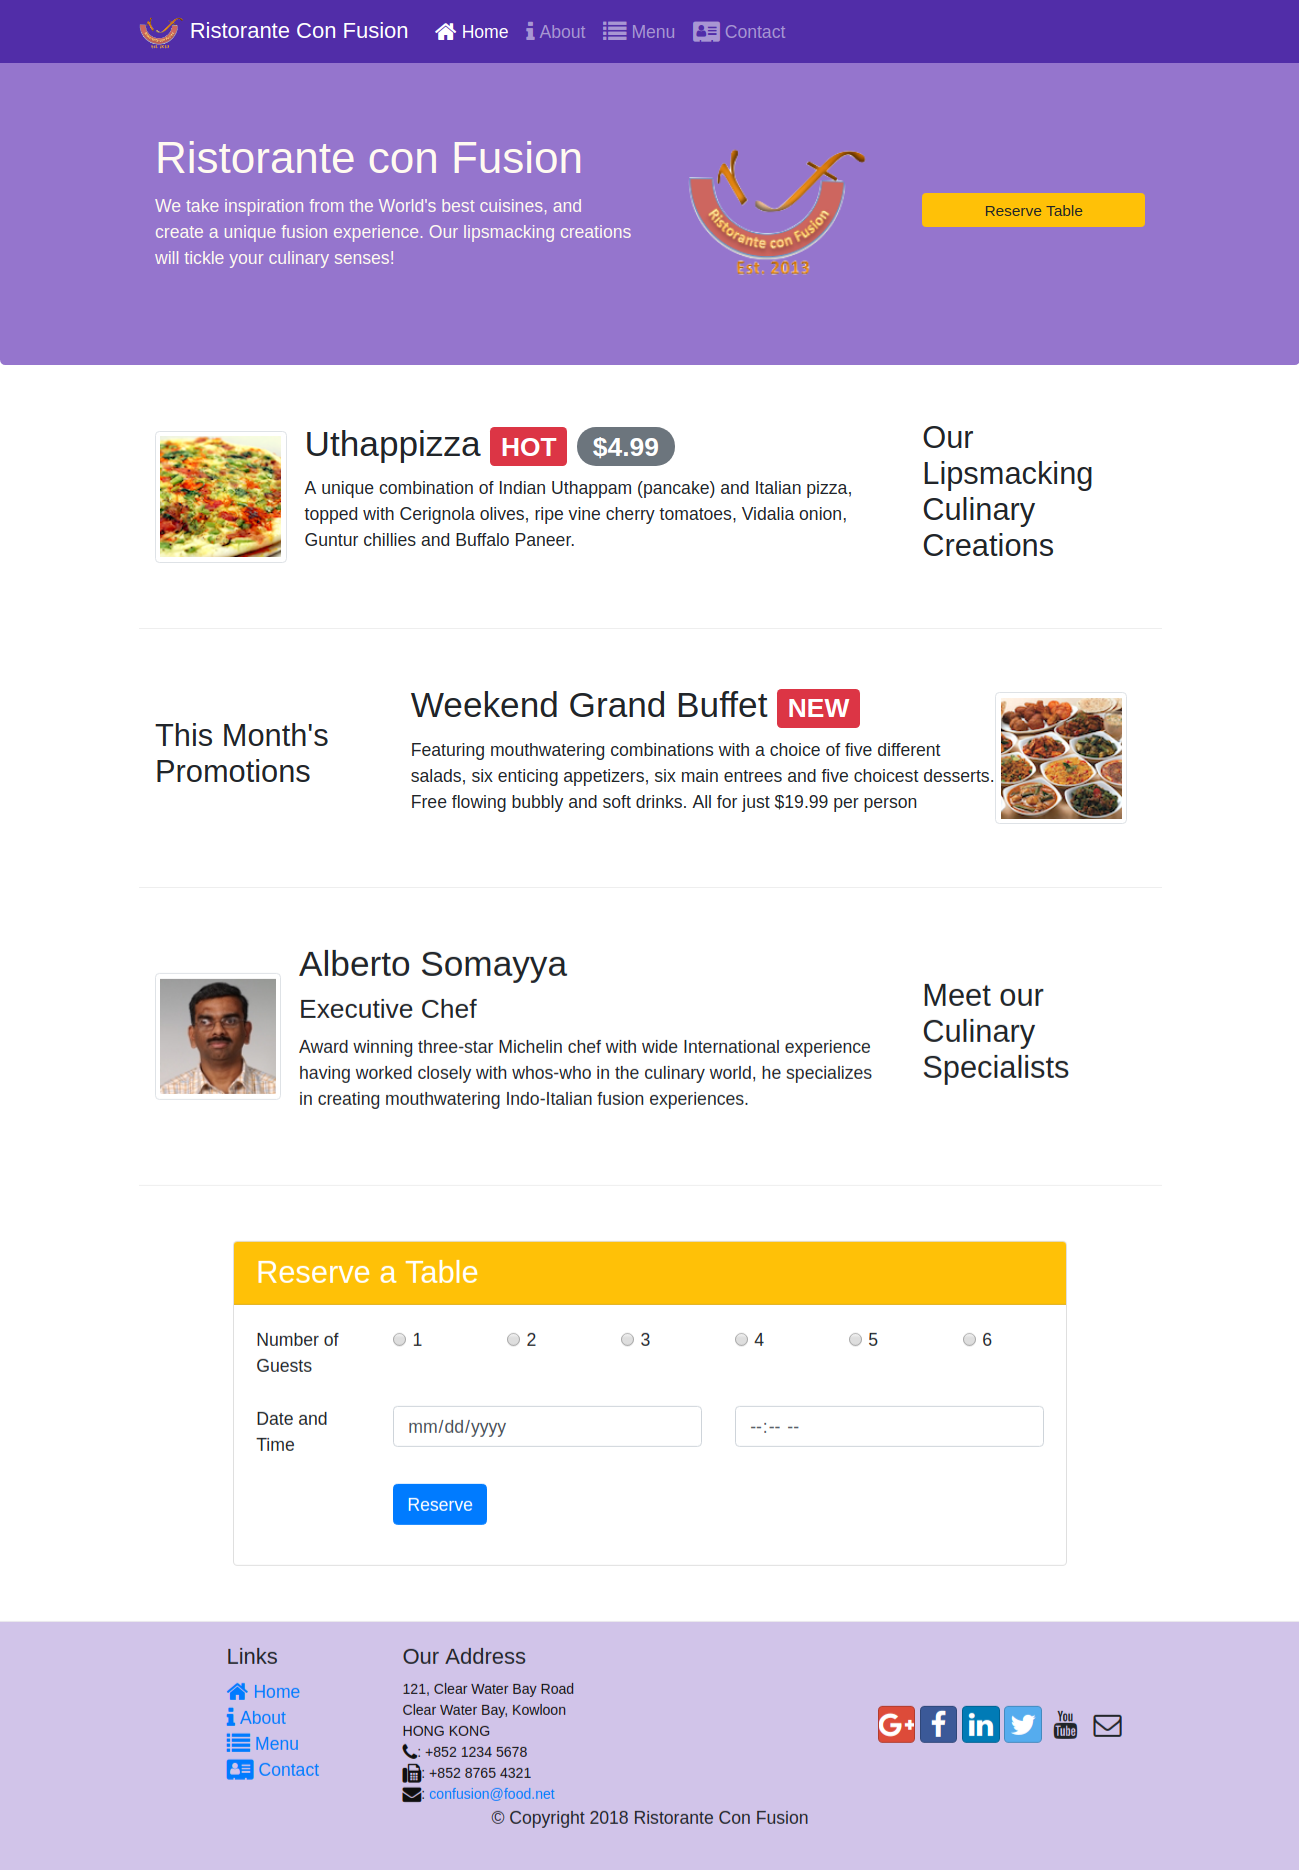 Ristorante Con Fusion Home About Menu Contact
Ristorante con Fusion
We take inspiration from the World's best cuisines, and
create a unique fusion experience. Our lipsmacking creations
will tickle your culinary senses!
Ristorante con Fusion
Est. 2013
Reserve Table
Uthappizza HOT $4.99
A unique combination of Indian Uthappam (pancake) and Italian pizza,
topped with Cerignola olives, ripe vine cherry tomatoes, Vidalia onion,
Guntur chillies and Buffalo Paneer.
Our
Lipsmacking
Culinary
Creations
This Month's
Promotions
Weekend Grand Buffet NEW
Featuring mouthwatering combinations with a choice of five different
salads, six enticing appetizers, six main entrees and five choicest desserts.
Free flowing bubbly and soft drinks. All for just $19.99 per person
Alberto Somayya
Executive Chef
Award winning three-star Michelin chef with wide International experience
having worked closely with whos-who in the culinary world, he specializes
in creating mouthwatering Indo-Italian fusion experiences.
Meet our
Culinary
Specialists
Reserve a Table
Number of
Guests
1 2 3 4 5 6
Date and
Time
mm/dd/yyyy
--:-- --
Reserve
Links
Home
About
Menu
Contact
Our Address
121, Clear Water Bay Road
Clear Water Bay, Kowloon
HONG KONG
: +852 1234 5678
: +852 8765 4321
: confusion@food.net
G+ f in You Tube
© Copyright 2018 Ristorante Con Fusion